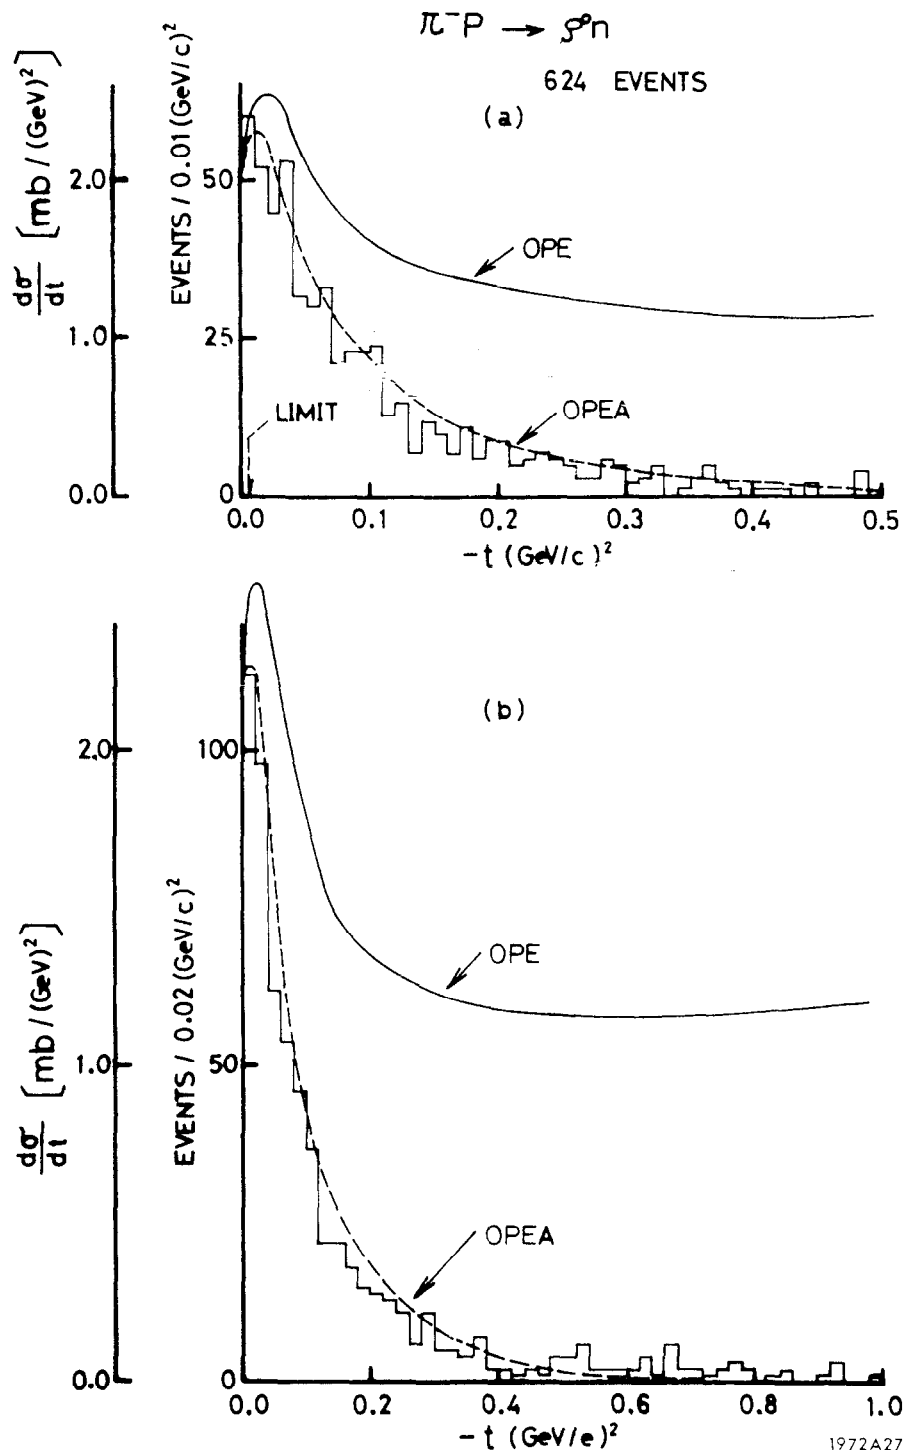 π⁻P → ρ⁰n
624 EVENTS
(a)
dσ/dt [mb/(GeV)²]
EVENTS / 0.01(GeV/c)²
2.0
1.0
0.0
50
25
0
OPE
OPEA
LIMIT
0.0 0.1 0.2 0.3 0.4 0.5
-t (GeV/c)²
(b)
dσ/dt [mb/(GeV)²]
EVENTS / 0.02(GeV/c)²
2.0
1.0
0.0
100
50
0
OPE
OPEA
0.0 0.2 0.4 0.6 0.8 1.0
-t (GeV/e)²
1972A27